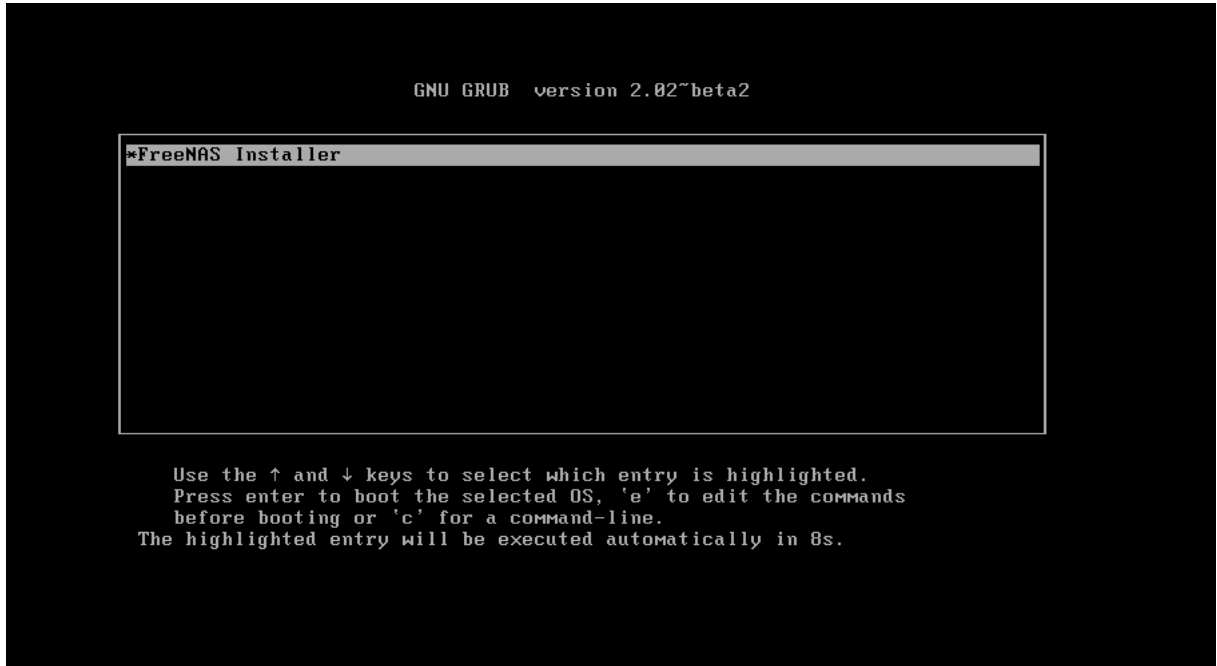 GNU GRUB version 2.02~beta2
*FreeNAS Installer
Use the ↑ and ↓ keys to select which entry is highlighted.
Press enter to boot the selected OS, `e' to edit the commands
before booting or `c' for a command-line.
The highlighted entry will be executed automatically in 8s.